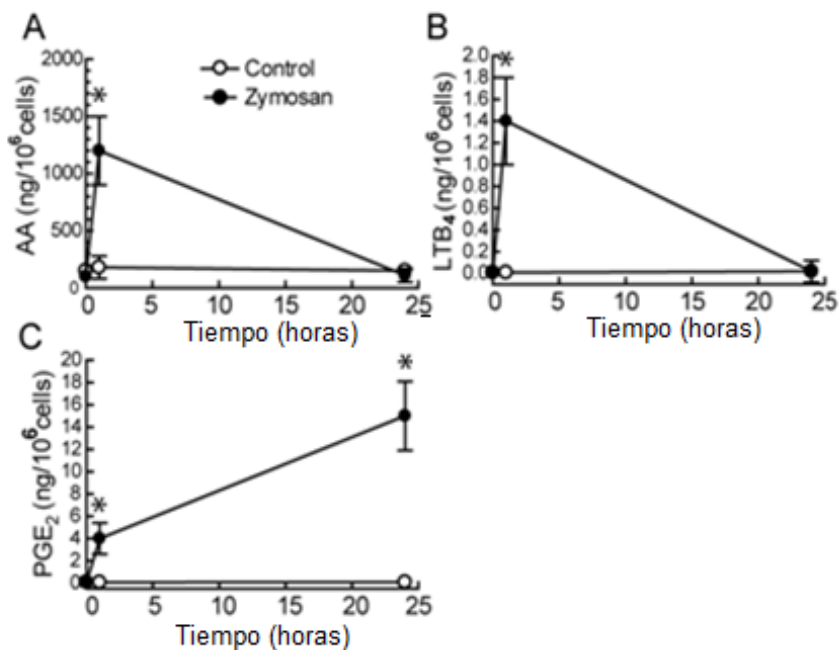 A
AA (ng/10⁶cells)
2000
1500
1000
500
0
Control
Zymosan
*
0 5 10 15 20 25
Tiempo (horas)
B
LTB₄ (ng/10⁶cells)
2.0
1.8
1.6
1.4
1.2
1.0
0.8
0.6
0.4
0.2
0.0
*
0 5 10 15 20 25
Tiempo (horas)
C
PGE₂ (ng/10⁶cells)
20
18
16
14
12
10
8
6
4
2
0
*
*
0 5 10 15 20 25
Tiempo (horas)